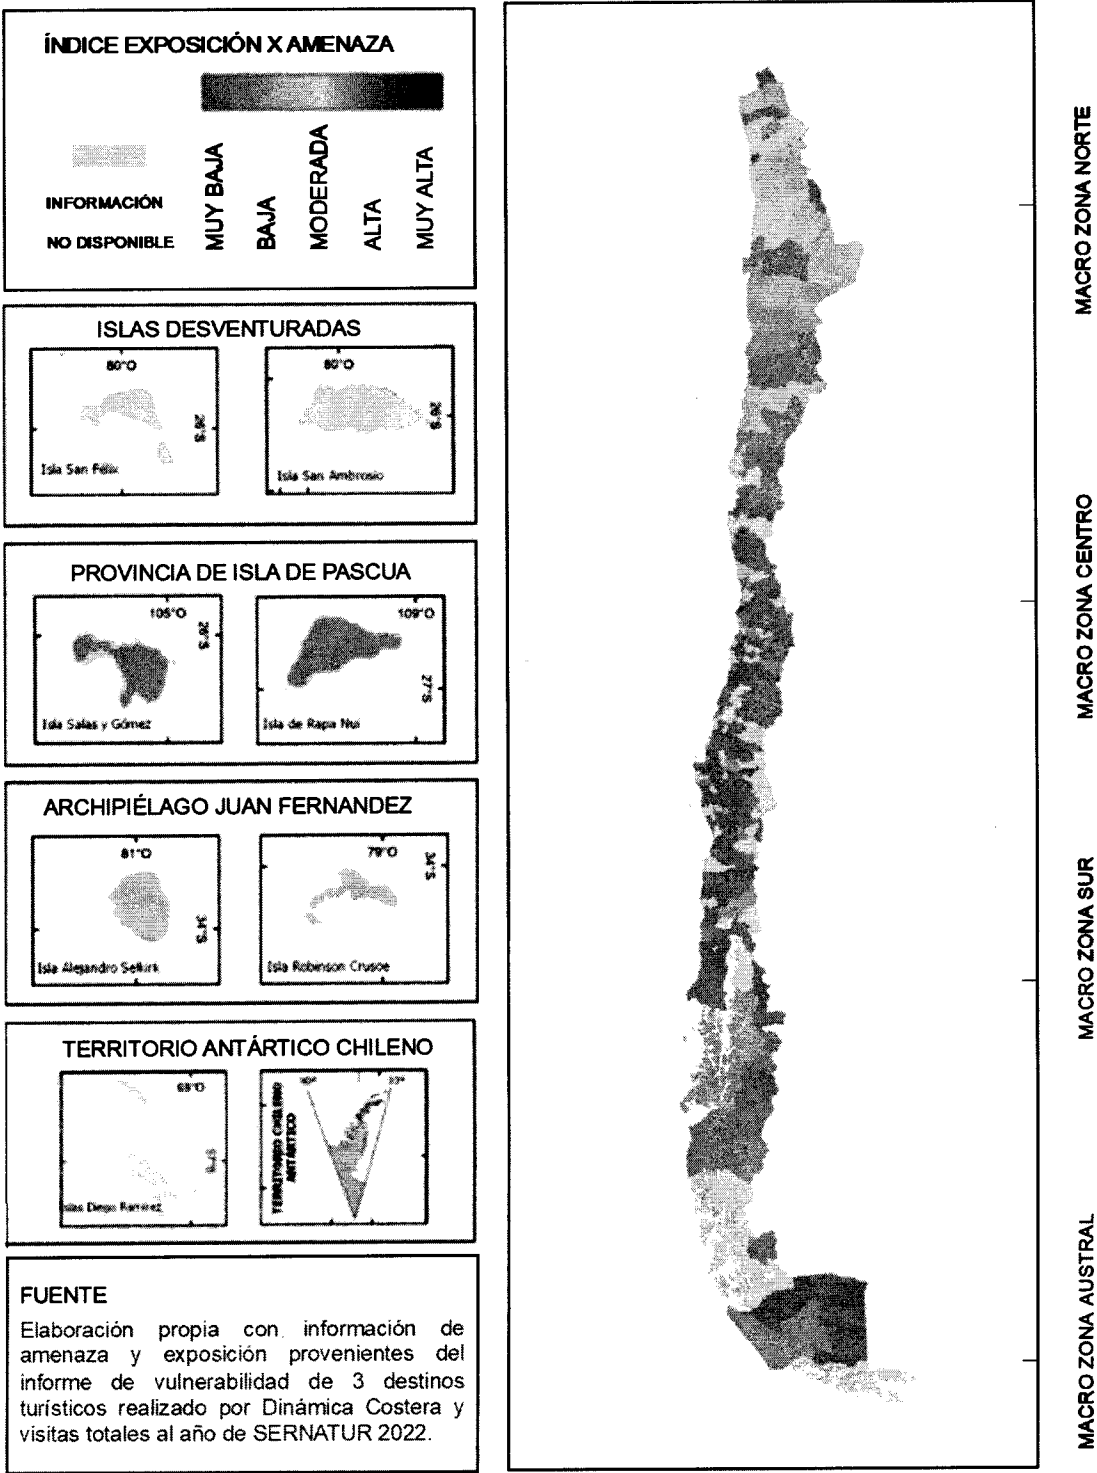 ÍNDICE EXPOSICIÓN X AMENAZA
INFORMACIÓN
NO DISPONIBLE
MUY BAJA
BAJA
MODERADA
ALTA
MUY ALTA
ISLAS DESVENTURADAS
80°O
26°S
Isla San Félix
80°O
26°S
Isla San Ambrosio
PROVINCIA DE ISLA DE PASCUA
105°O
26°S
Isla Salas y Gómez
109°O
27°S
Isla de Rapa Nui
ARCHIPIÉLAGO JUAN FERNANDEZ
81°O
34°S
Isla Alejandro Selkirk
79°O
34°S
Isla Robinson Crusoe
TERRITORIO ANTÁRTICO CHILENO
Islas Diego Ramirez
TERRITORIO CHILENO
ANTÁRTICO
FUENTE
Elaboración propia con información de
amenaza y exposición provenientes del
informe de vulnerabilidad de 3 destinos
turísticos realizado por Dinámica Costera y
visitas totales al año de SERNATUR 2022.
MACRO ZONA NORTE
MACRO ZONA CENTRO
MACRO ZONA SUR
MACRO ZONA AUSTRAL